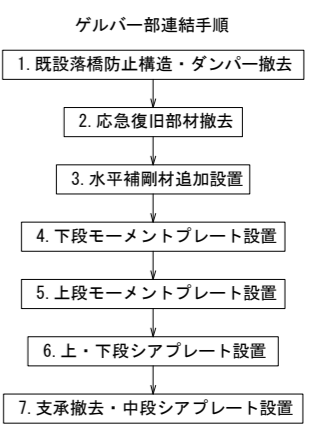 ゲルバー部連結手順
1.既設落橋防止構造・ダンパー撤去
2.応急復旧部材撤去
3.水平補剛材追加設置
4.下段モーメントプレート設置
5.上段モーメントプレート設置
6.上・下段シアプレート設置
7.支承撤去・中段シアプレート設置